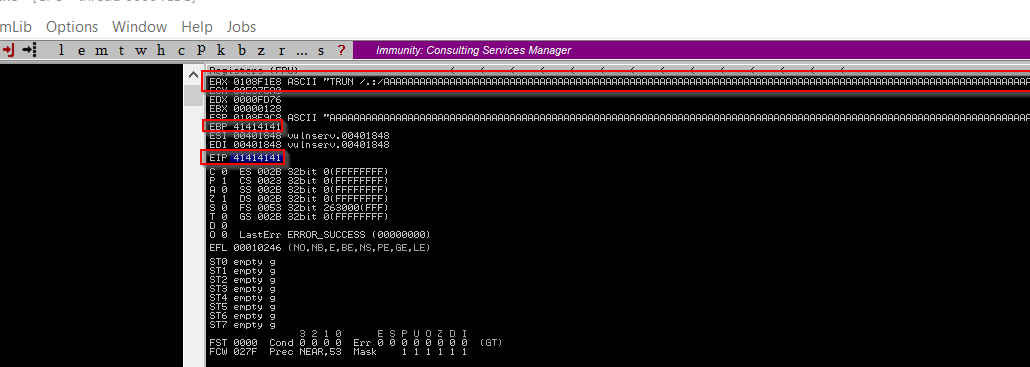 mLib Options Window Help Jobs
l e m t w h c P k b z r ... s ?
Immunity: Consulting Services Manager
Registers (FPU)
EAX 0108F1E8 ASCII "TRUN /.:/AAAAAAAAAAAAAAAAAAAAAAAAAAAAAAAAAAAAAAAAAAAAAAAAAAAAAAAAAAAAAAAAAAAAAAAAAAAAAAAAAAAAAAAAAAA
EDX 0000FD76
EBX 00000128
ESP 0108F9C8 ASCII "AAAAAAAAAAAAAAAAAAAAAAAAAAAAAAAAAAAAAAAAAAAAAAAAAAAAAAAAAAAAAAAAAAAAAAAAAAAAAAAAAAAAAAAAAAAAAAAAAAA
EBP 41414141
ESI 00401848 vulnserv.00401848
EDI 00401848 vulnserv.00401848
EIP 41414141
C 0 ES 002B 32bit 0(FFFFFFFF)
P 1 CS 0023 32bit 0(FFFFFFFF)
A 0 SS 002B 32bit 0(FFFFFFFF)
Z 1 DS 002B 32bit 0(FFFFFFFF)
S 0 FS 0053 32bit 263000(FFF)
T 0 GS 002B 32bit 0(FFFFFFFF)
D 0
O 0 LastErr ERROR_SUCCESS (00000000)
EFL 00010246 (NO,NB,E,BE,NS,PE,GE,LE)
ST0 empty g
ST1 empty g
ST2 empty g
ST3 empty g
ST4 empty g
ST5 empty g
ST6 empty g
ST7 empty g
3 2 1 0 E S P U O Z D I
FST 0000 Cond 0 0 0 0 Err 0 0 0 0 0 0 0 0 (GT)
FCW 027F Prec NEAR,53 Mask 1 1 1 1 1 1